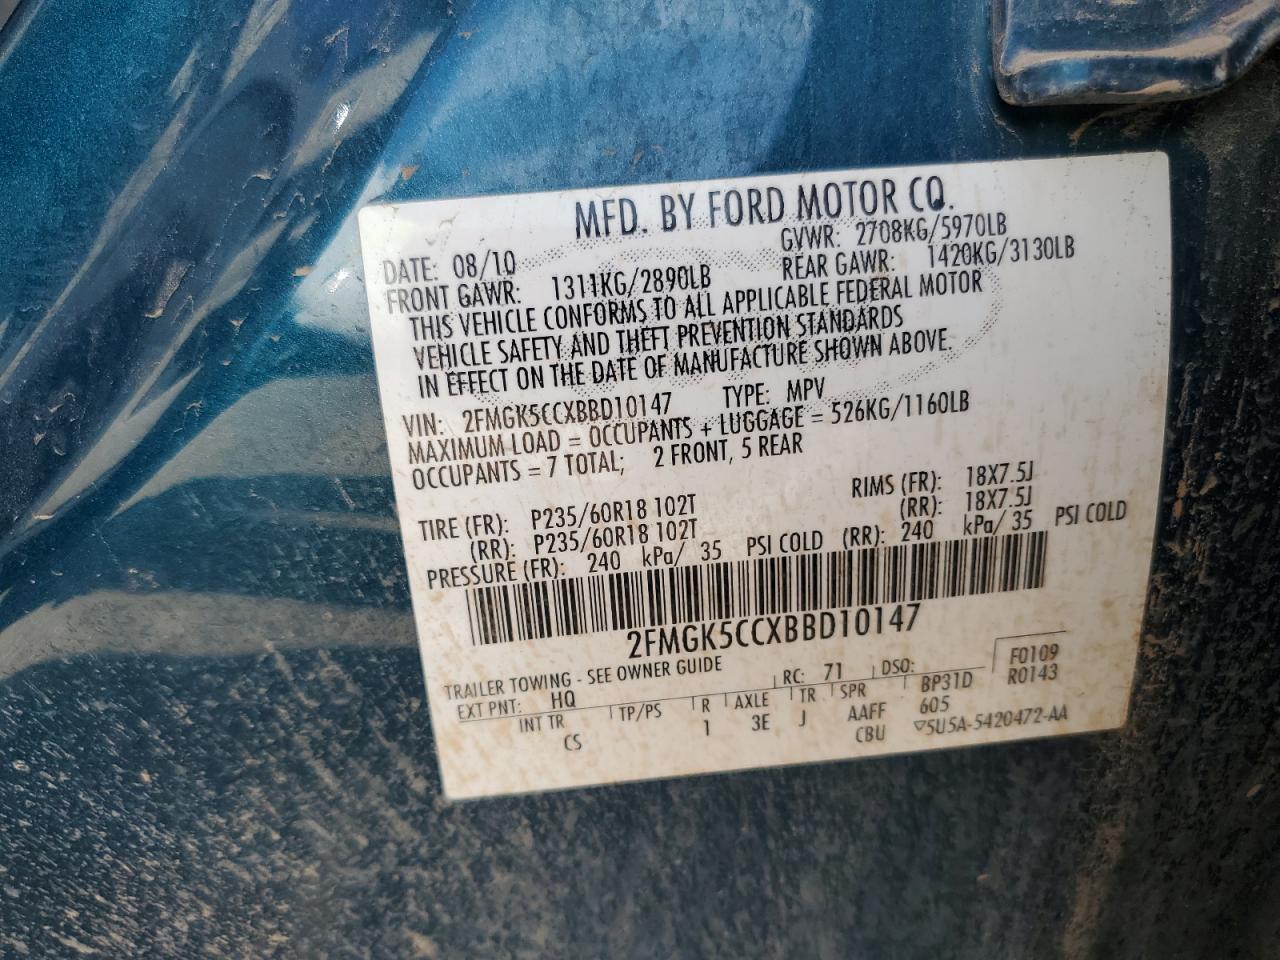 MFD. BY FORD MOTOR CO.
DATE: 08/10 GVWR: 2708KG/5970LB
FRONT GAWR: 1311KG/2890LB REAR GAWR: 1420KG/3130LB
THIS VEHICLE CONFORMS TO ALL APPLICABLE FEDERAL MOTOR
VEHICLE SAFETY AND THEFT PREVENTION STANDARDS
IN EFFECT ON THE DATE OF MANUFACTURE SHOWN ABOVE.
VIN: 2FMGK5CCXBBD10147 TYPE: MPV
MAXIMUM LOAD = OCCUPANTS + LUGGAGE = 526KG/1160LB
OCCUPANTS = 7 TOTAL; 2 FRONT, 5 REAR
TIRE (FR): P235/60R18 102T RIMS (FR): 18X7.5J
(RR): P235/60R18 102T (RR): 18X7.5J
PRESSURE (FR): 240 kPa/ 35 PSI COLD (RR): 240 kPa/ 35 PSI COLD
2FMGK5CCXBBD10147
TRAILER TOWING - SEE OWNER GUIDE
EXT PNT: HQ RC: 71 DSO: F0109
R0143
INT TR TP/PS R AXLE TR SPR BP31D
CS 1 3E J AAFF 605
CBU ▽5U5A-5420472-AA